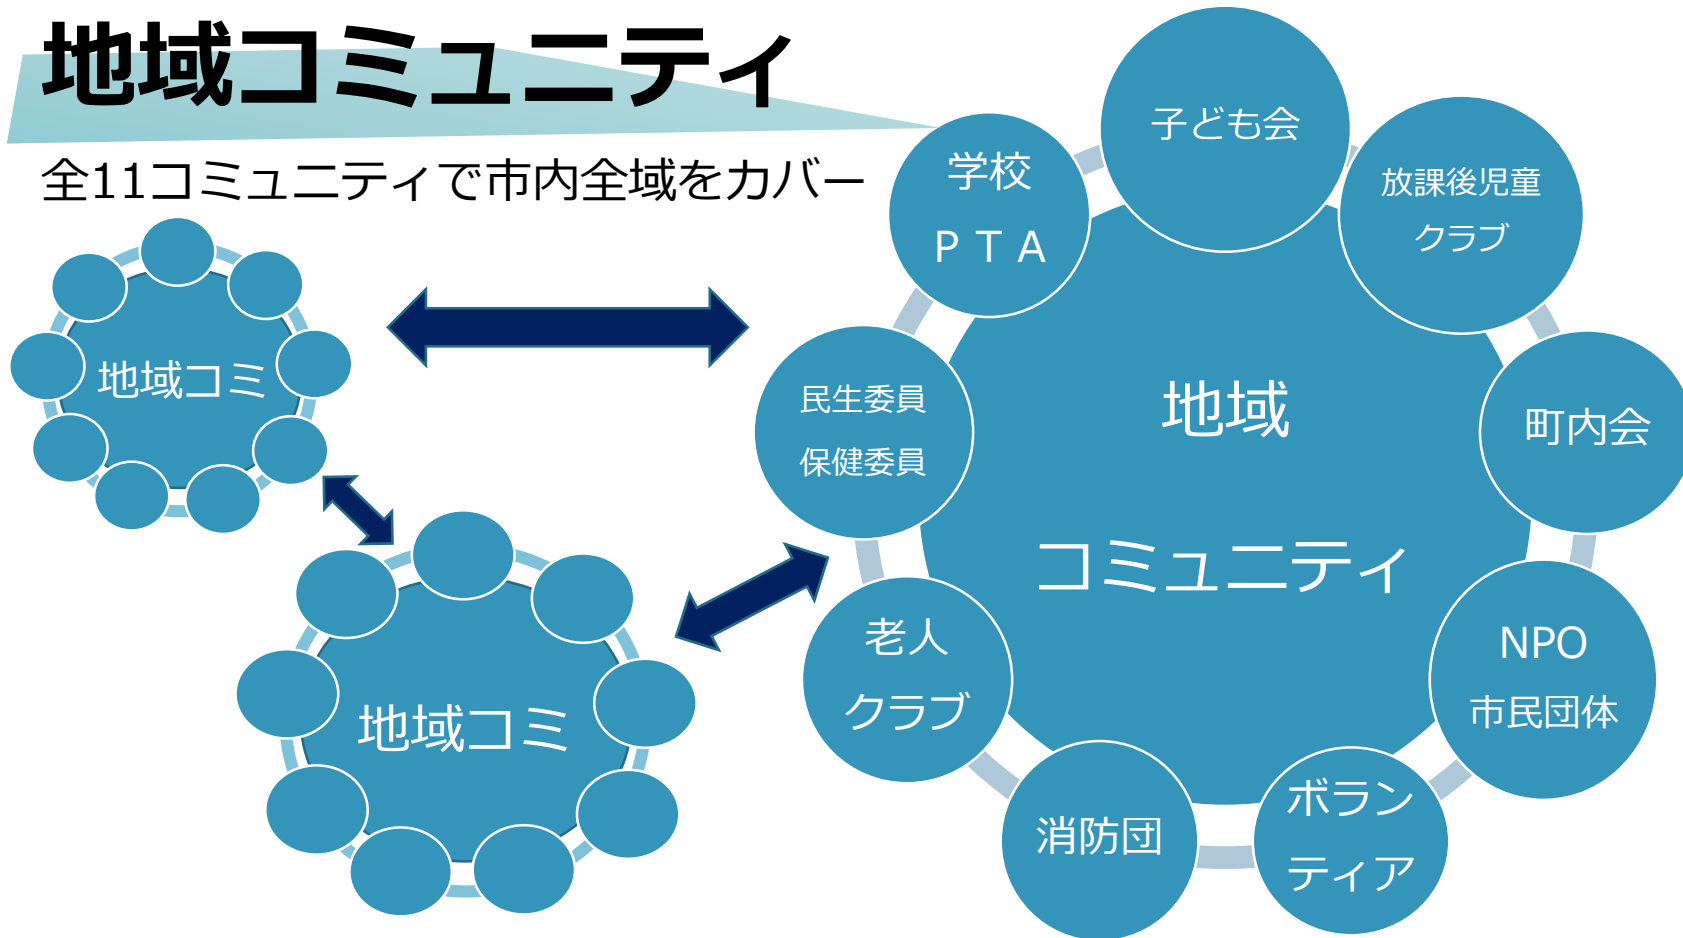 地域コミュニティ
全11コミュニティで市内全域をカバー
子ども会
学校
ＰＴＡ
放課後児童
クラブ
地域コミ
民生委員
保健委員
地域
コミュニティ
町内会
地域コミ
老人
クラブ
NPO
市民団体
消防団
ボラン
ティア